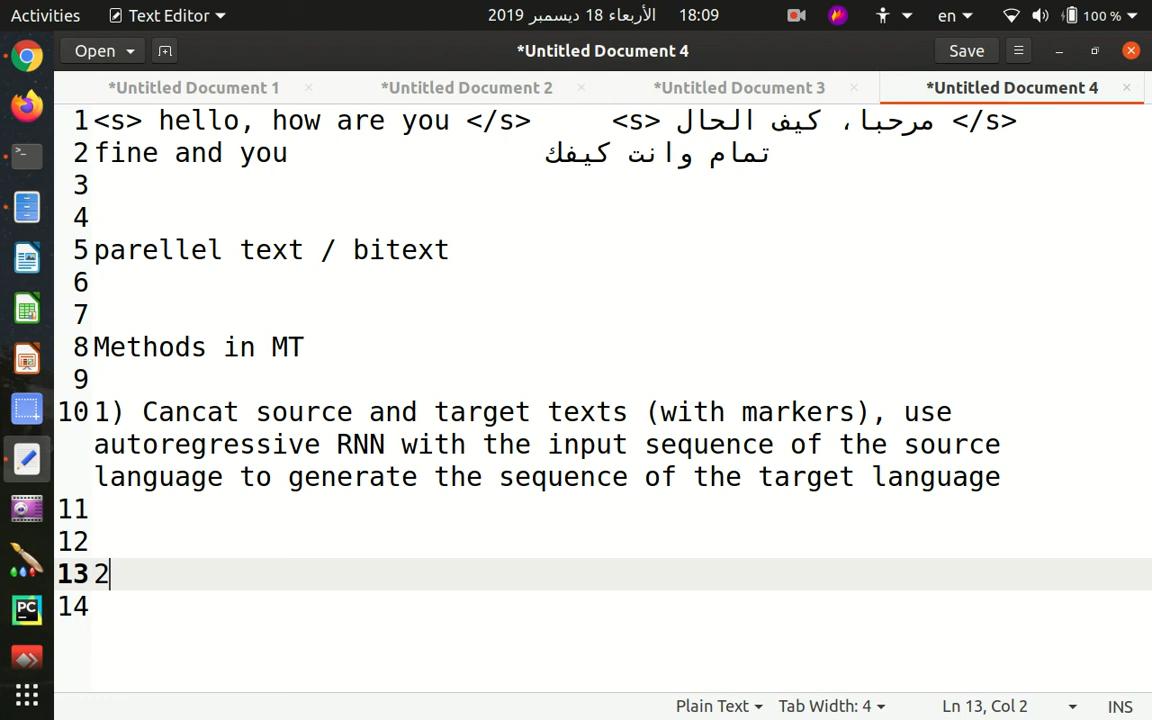 Activities Text Editor الأربعاء 18 ديسمبر 2019 18:09 en 100 %
Open *Untitled Document 4 Save
*Untitled Document 1 *Untitled Document 2 *Untitled Document 3 *Untitled Document 4
1 <s> hello, how are you </s> <s> مرحبا، كيف الحال </s>
2 fine and you تمام وانت كيفك
3
4
5 parellel text / bitext
6
7
8 Methods in MT
9
10 1) Cancat source and target texts (with markers), use
autoregressive RNN with the input sequence of the source
language to generate the sequence of the target language
11
12
13 2
14
PC
Plain Text Tab Width: 4 Ln 13, Col 2 INS